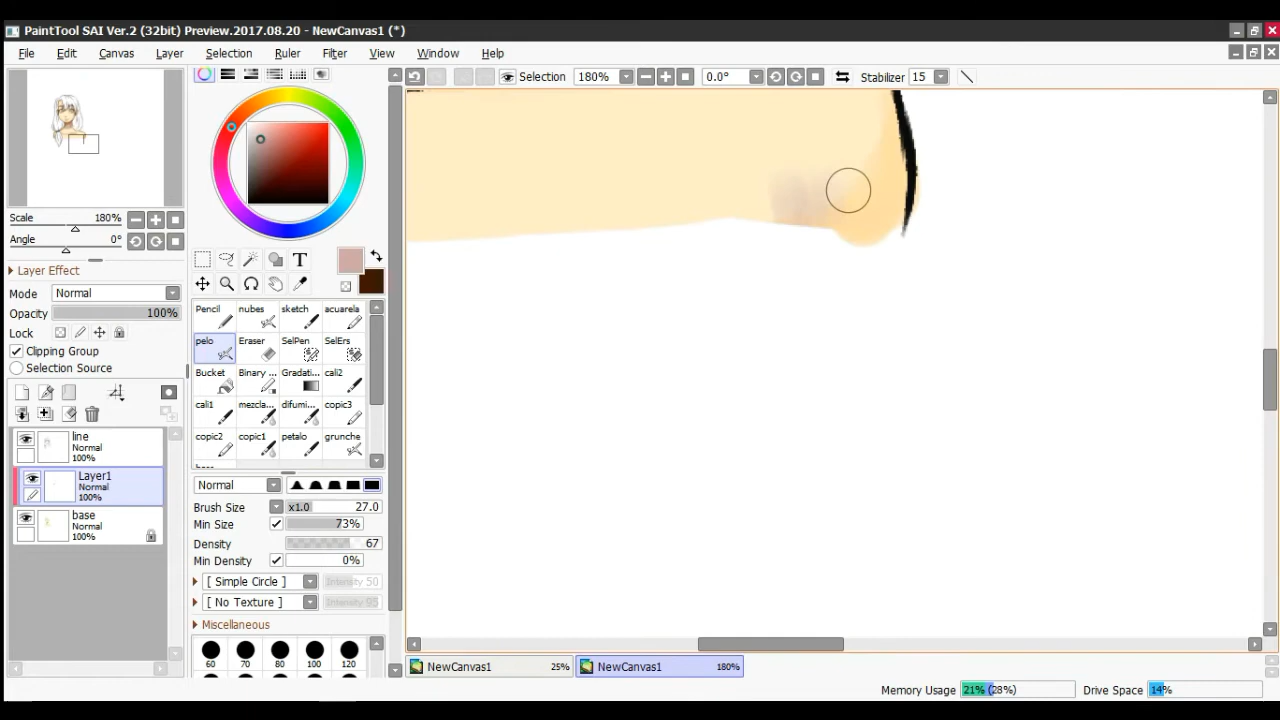 PaintTool SAI Ver.2 (32bit) Preview.2017.08.20 - NewCanvas1 (*)
File Edit Canvas Layer Selection Ruler Filter View Window Help
Selection 180% 0.0° Stabilizer 15
Scale 180%
Angle 0°
Layer Effect
Mode Normal
Opacity 100%
Lock
Clipping Group
Selection Source
line
Normal
100%
Layer1
Normal
100%
base
Normal
100%
T
Pencil nubes sketch acuarela
pelo Eraser SelPen SelErs
Bucket Binary ... Gradati... cali2
cali1 mezcla... difumi... copic3
copic2 copic1 petalo grunche
Normal
Brush Size x1.0 27.0
Min Size 73%
Density 67
Min Density 0%
[ Simple Circle ] Intensity 50
[ No Texture ] Intensity 95
Miscellaneous
60 70 80 100 120
NewCanvas1 25% NewCanvas1 180%
Memory Usage 21% (28%) Drive Space 14%